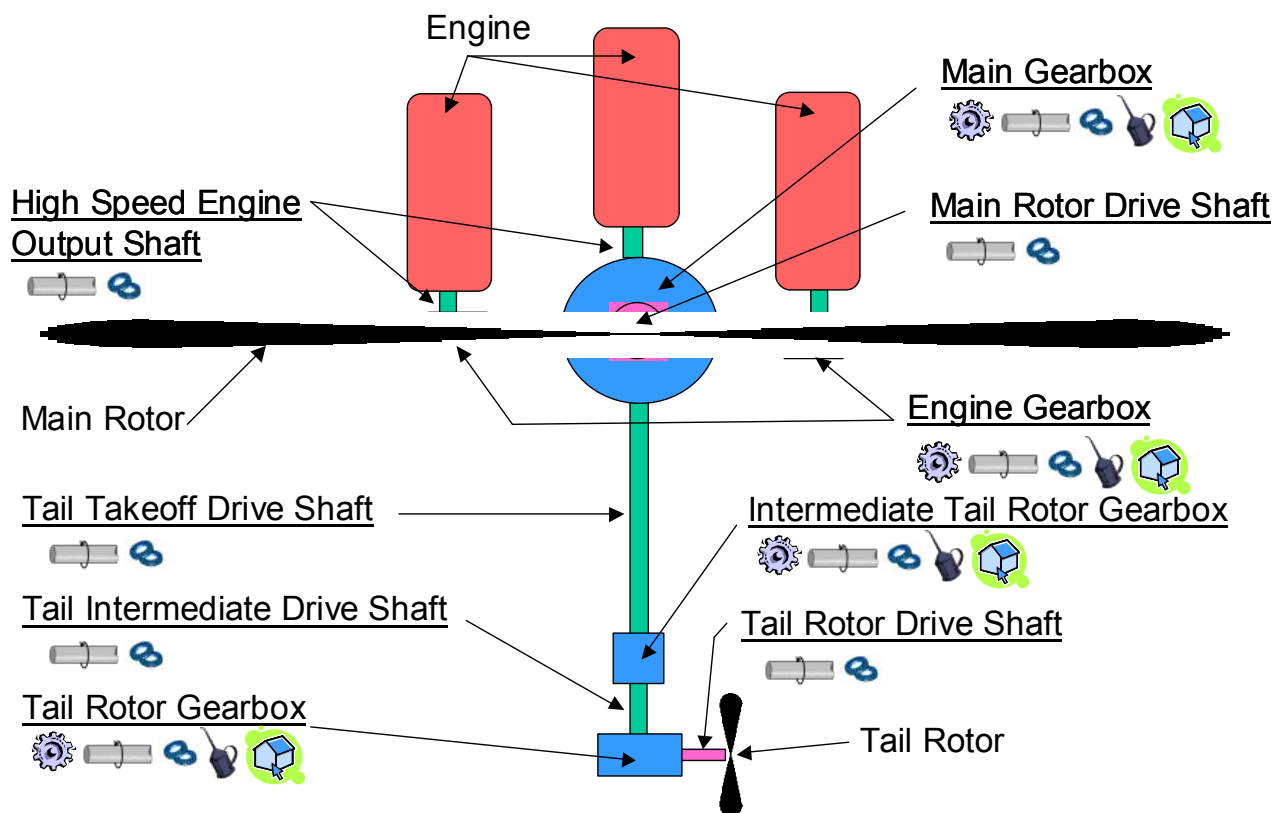 Engine
Main Gearbox
High Speed Engine
Output Shaft
Main Rotor Drive Shaft
Main Rotor
Engine Gearbox
Tail Takeoff Drive Shaft
Intermediate Tail Rotor Gearbox
Tail Intermediate Drive Shaft
Tail Rotor Drive Shaft
Tail Rotor Gearbox
Tail Rotor